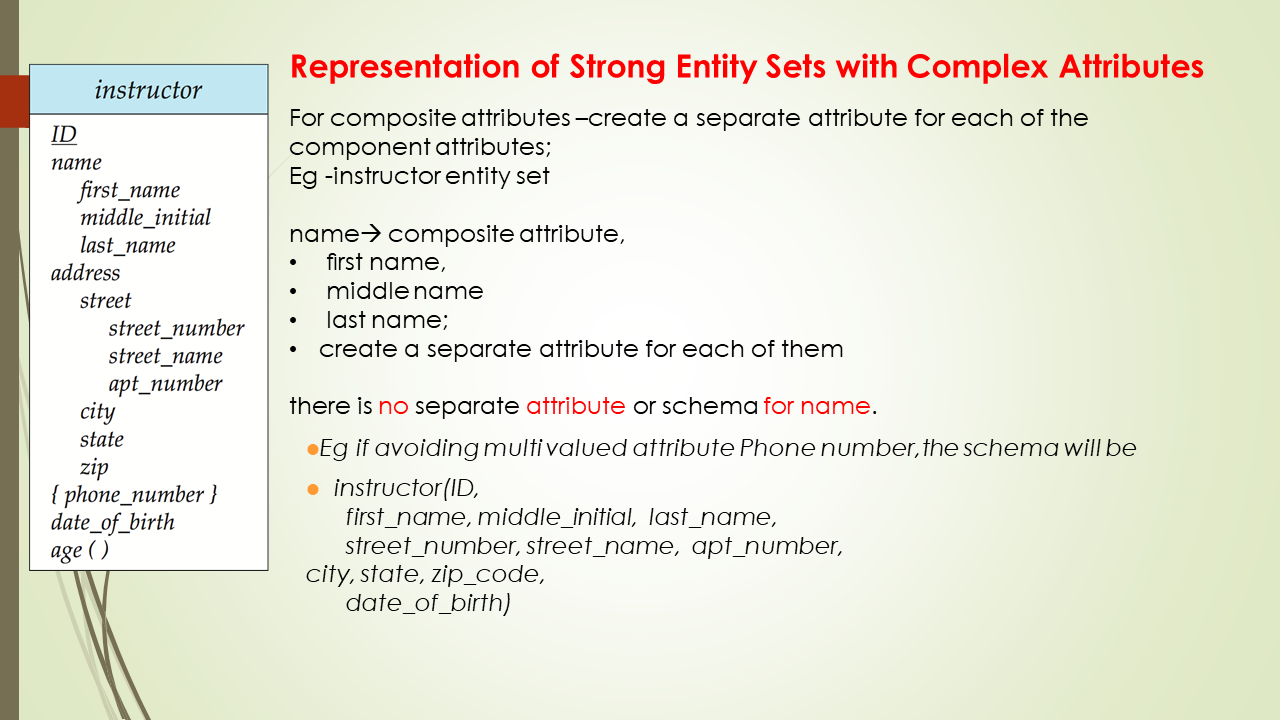 Representation of Strong Entity Sets with Complex Attributes
instructor
ID
name
first_name
middle_initial
last_name
address
street
street_number
street_name
apt_number
city
state
zip
{ phone_number }
date_of_birth
age ( )
For composite attributes –create a separate attribute for each of the
component attributes;
Eg -instructor entity set
name→ composite attribute,
• first name,
• middle name
• last name;
• create a separate attribute for each of them
there is no separate attribute or schema for name.
●Eg if avoiding multi valued attribute Phone number,the schema will be
● instructor(ID,
first_name, middle_initial, last_name,
street_number, street_name, apt_number,
city, state, zip_code,
date_of_birth)